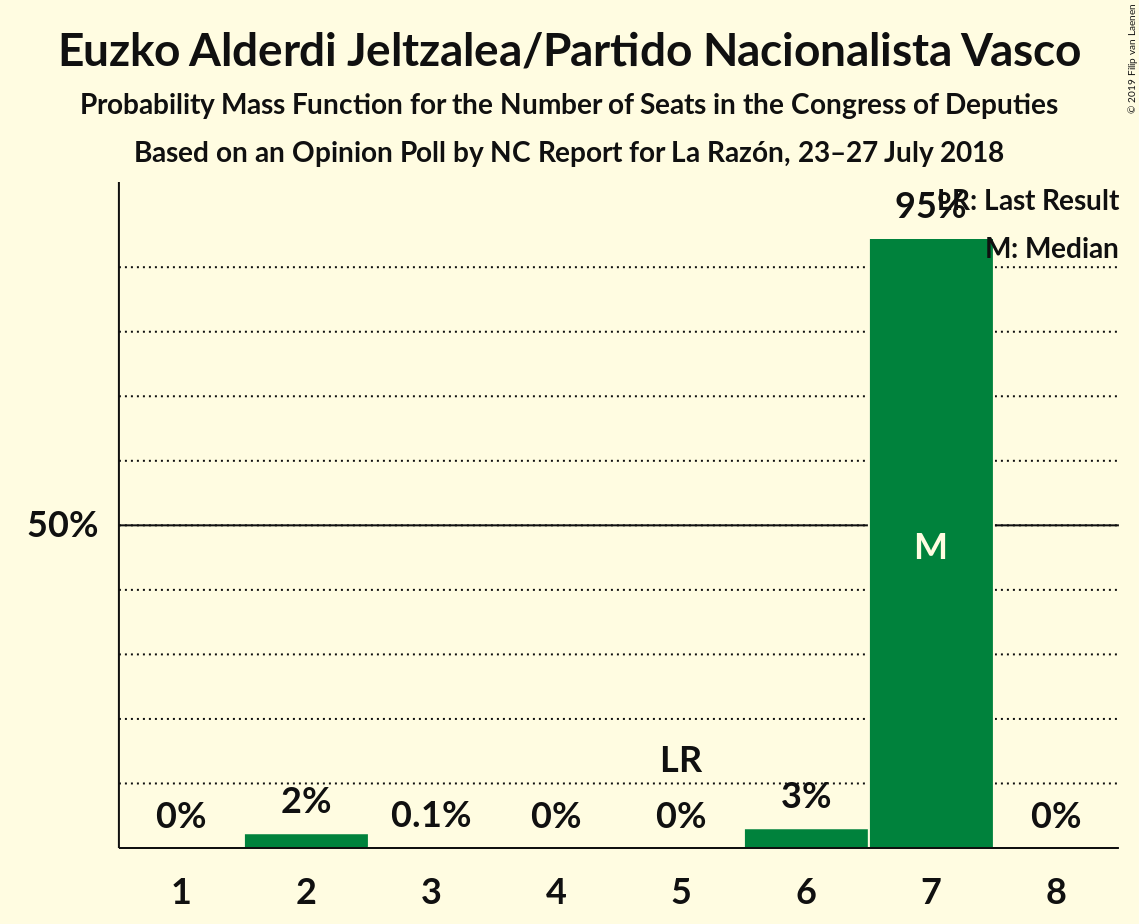 Euzko Alderdi Jeltzalea/Partido Nacionalista Vasco
Probability Mass Function for the Number of Seats in the Congress of Deputies
Based on an Opinion Poll by NC Report for La Razón, 23–27 July 2018
© 2019 Filip van Laenen
LR: Last Result
M: Median
95%
50%
M
LR
0%
2%
0.1%
0%
0%
3%
0%
1 2 3 4 5 6 7 8